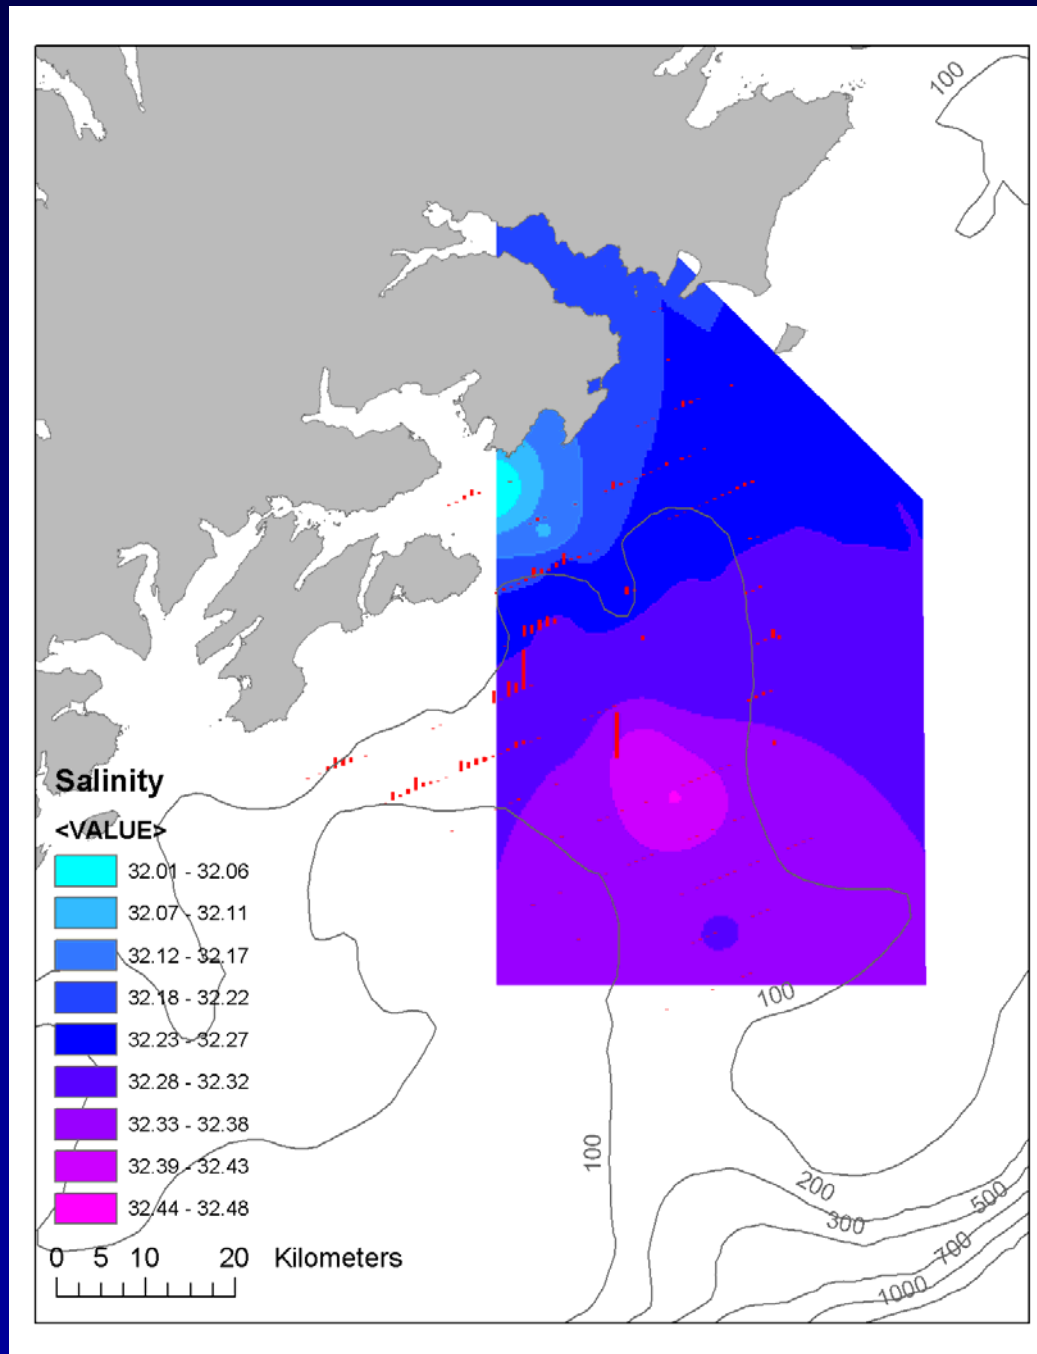 100
Salinity
<VALUE>
32.01 - 32.06
32.07 - 32.11
32.12 - 32.17
32.18 - 32.22
32.23 - 32.27
32.28 - 32.32
32.33 - 32.38
32.39 - 32.43
32.44 - 32.48
0 5 10 20 Kilometers
100
100
200
300
500
700
1000